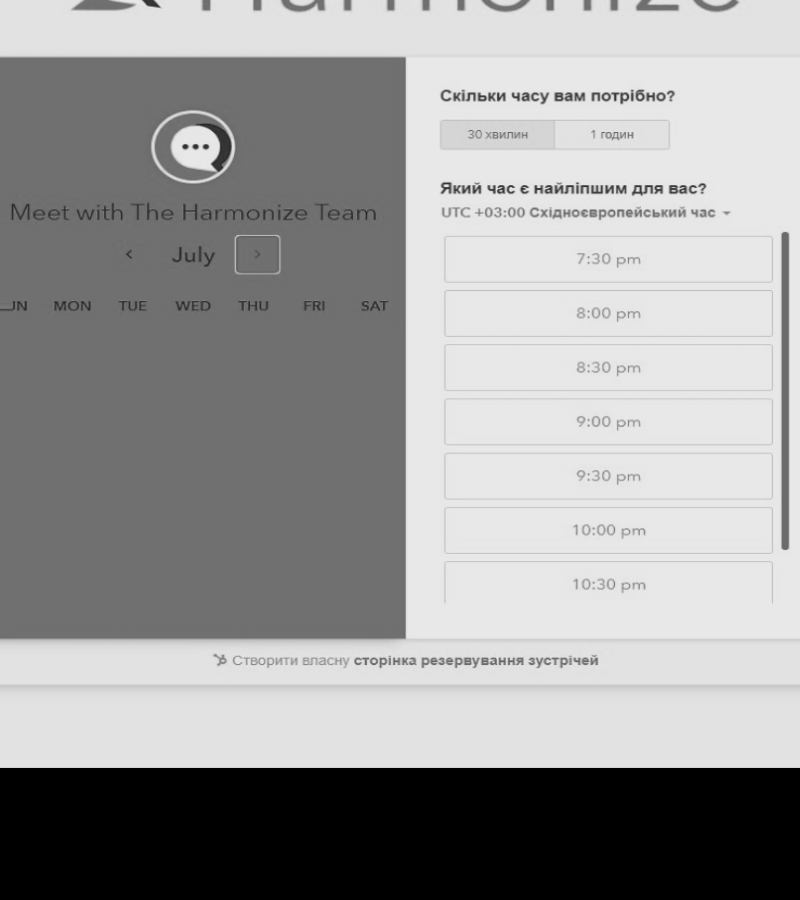 Harmonize
Meet with The Harmonize Team
‹ July ›
MON TUE WED THU FRI SAT
Скільки часу вам потрібно?
30 хвилин 1 годин
Який час є найліпшим для вас?
UTC +03:00 Східноєвропейський час
7:30 pm
8:00 pm
8:30 pm
9:00 pm
9:30 pm
10:00 pm
10:30 pm
Створити власну сторінка резервування зустрічей